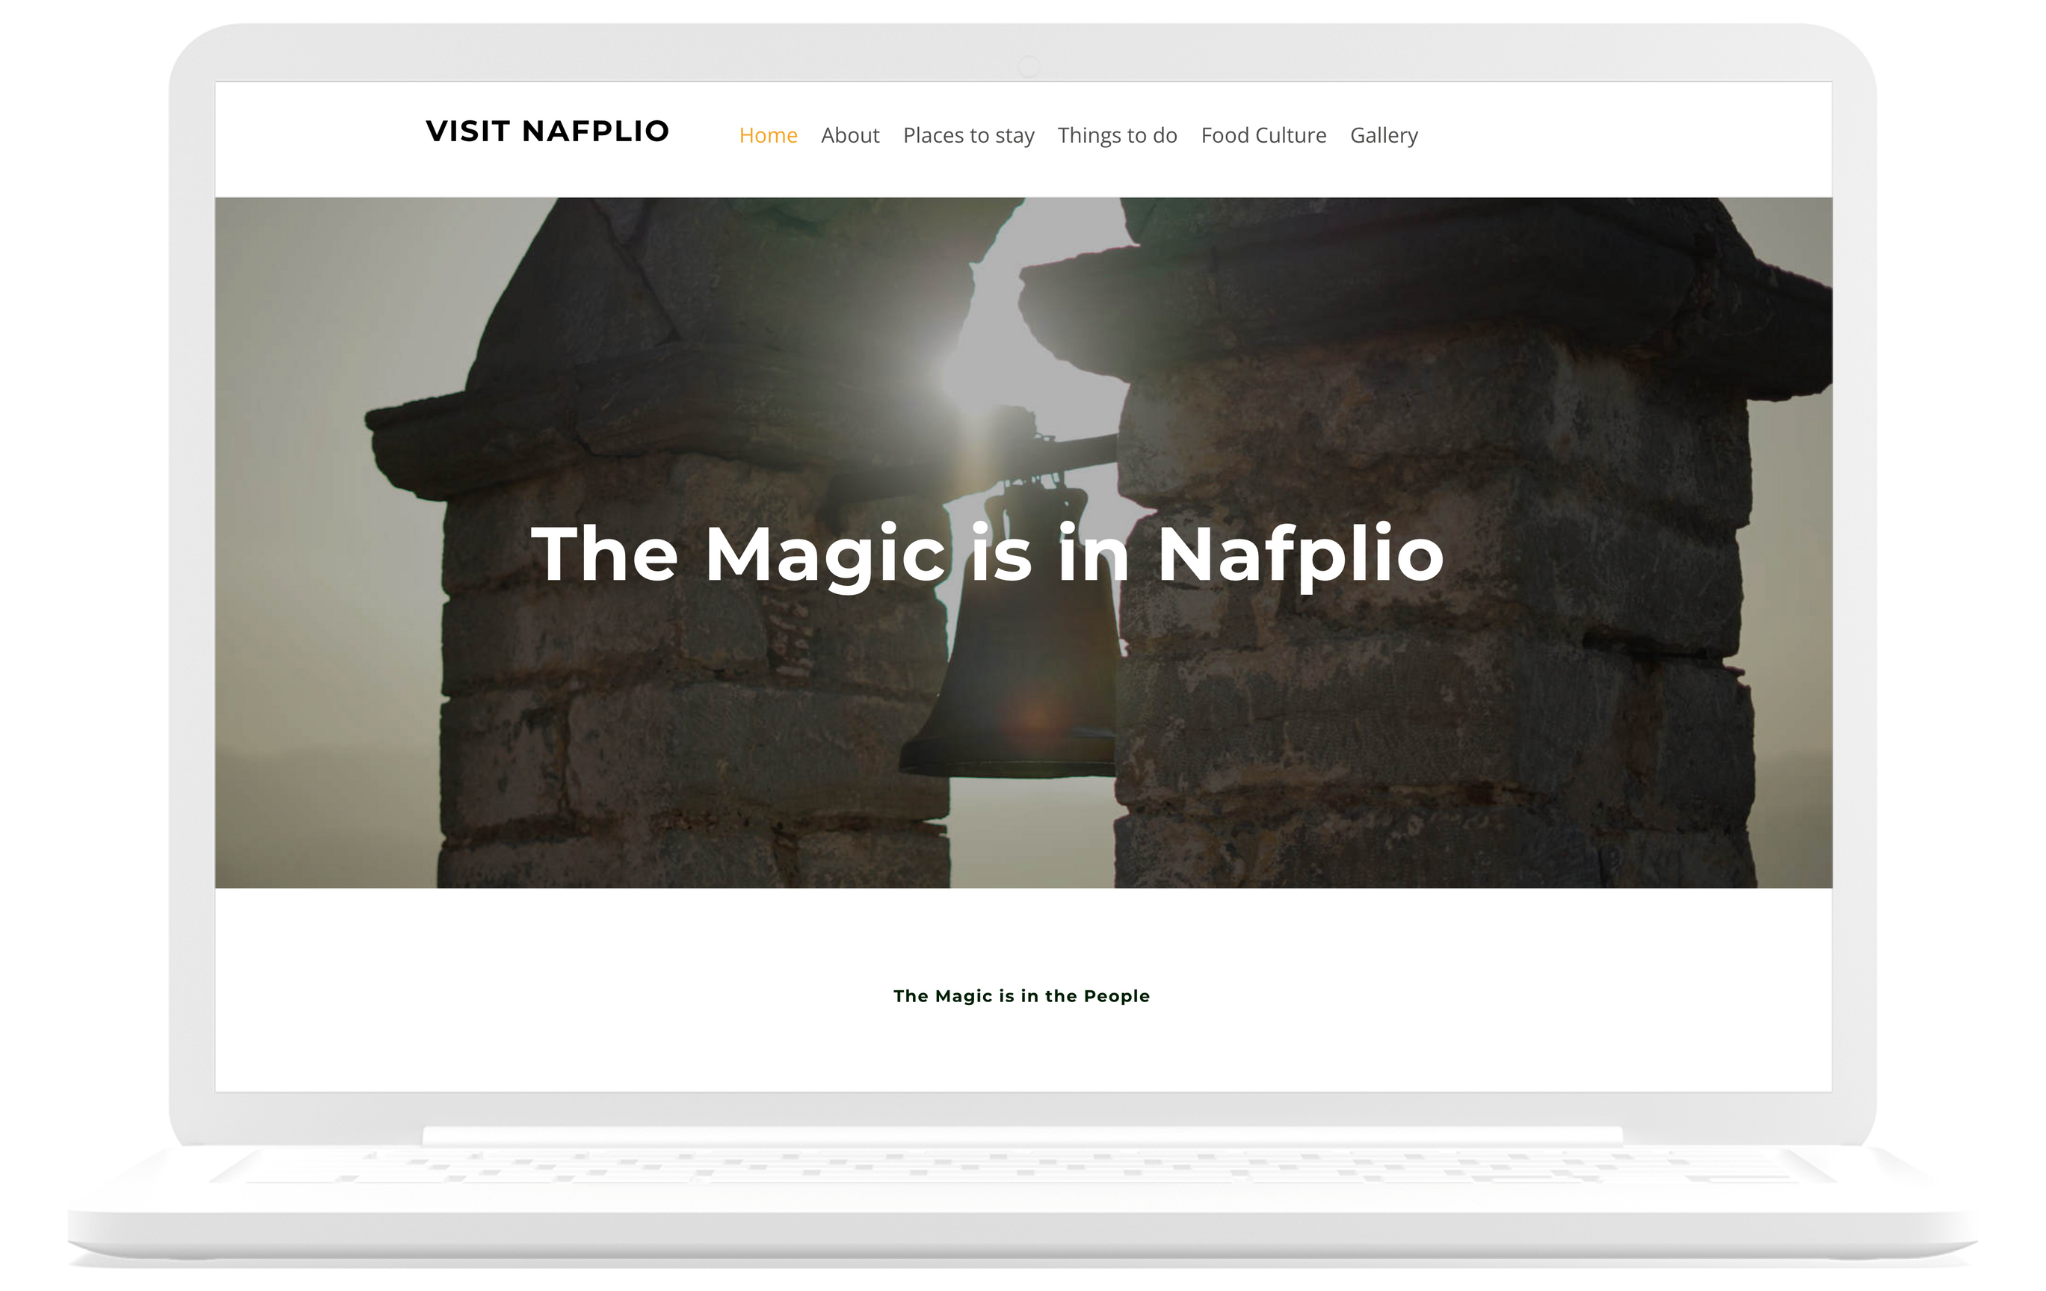 VISIT NAFPLIO
Home About Places to stay Things to do Food Culture Gallery
The Magic is in Nafplio
The Magic is in the People